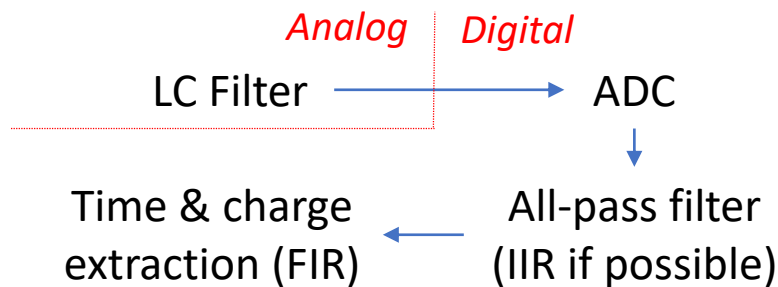 Analog Digital
LC Filter ADC
Time & charge All-pass filter
extraction (FIR) (IIR if possible)